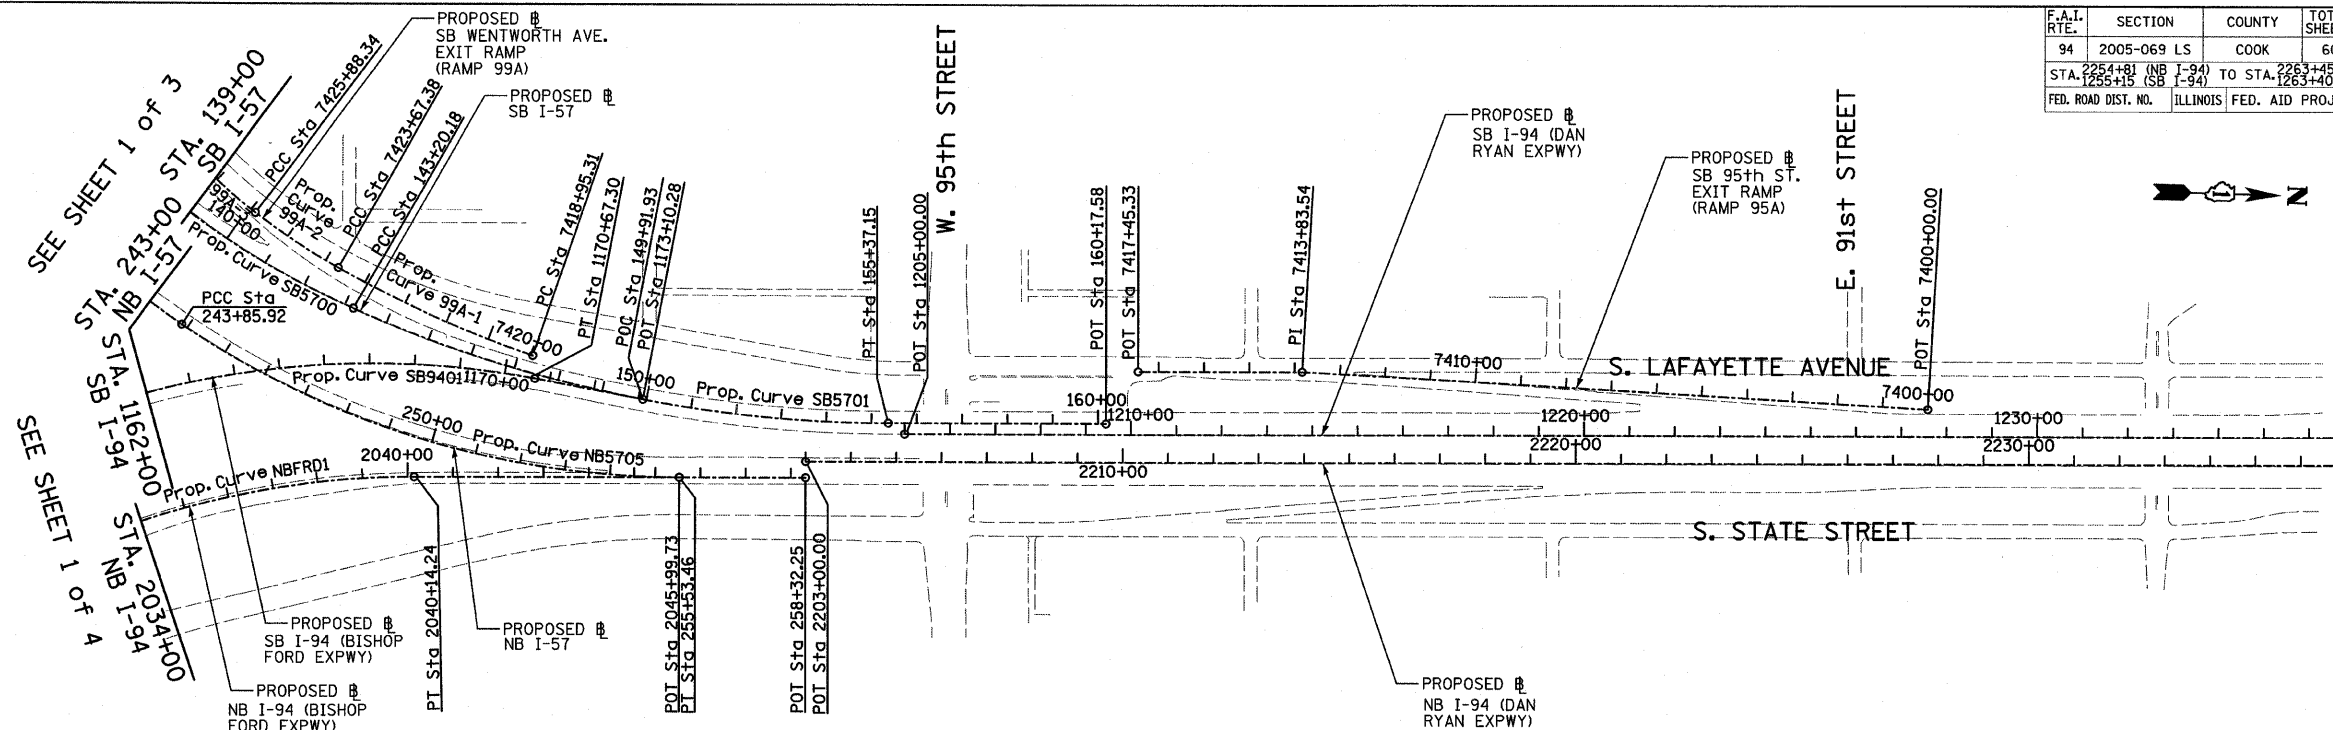 PROPOSED ⅊
SB WENTWORTH AVE.
EXIT RAMP
(RAMP 99A)
PROPOSED ⅊
SB I-57
PROPOSED ⅊
SB I-94 (DAN
RYAN EXPWY)
PROPOSED ⅊
SB 95th ST.
EXIT RAMP
(RAMP 95A)
F.A.I.
RTE.
SECTION
COUNTY
94
2005-069 LS
COOK
STA. 2254+81 (NB I-94) TO STA. 2263+45
1255+15 (SB I-94) 1263+40
FED. ROAD DIST. NO.
ILLINOIS
FED. AID
N
SEE SHEET 1 of 3
STA. 139+00
SB I-57
STA. 243+00
NB I-57
STA. 1162+00
SB I-94
STA. 2034+00
NB I-94
SEE SHEET 1 of 4
PCC Sta 7425+88.34
PCC Sta 7423+67.38
PCC Sta 143+20.18
PC Sta 7418+95.31
PT Sta 1170+67.30
POC Sta 149+91.93
POT Sta 1173+10.28
PT Sta 155+37.15
POT Sta 1205+00.00
W. 95th STREET
POT Sta 160+17.58
POT Sta 7417+45.33
PI Sta 7413+83.54
E. 91st STREET
POT Sta 7400+00.00
99A-3
140+00
Prop.
Curve
99A-2
Prop.
Curve 99A-1
7420+00
Prop. Curve SB5700
PCC Sta
243+85.92
Prop. Curve SB9401
1170+00
150+00
Prop. Curve SB5701
160+00
1210+00
7410+00
S. LAFAYETTE AVENUE
7400+00
1220+00
1230+00
250+00
Prop. Curve NB5705
2040+00
Prop. Curve NBFRD1
2210+00
2220+00
2230+00
S. STATE STREET
PT Sta 2040+14.24
POT Sta 2045+99.73
PT Sta 255+53.46
POT Sta 258+32.25
POT Sta 2203+00.00
PROPOSED ⅊
SB I-94 (BISHOP
FORD EXPWY)
PROPOSED ⅊
NB I-94 (BISHOP
FORD EXPWY)
PROPOSED ⅊
NB I-57
PROPOSED ⅊
NB I-94 (DAN
RYAN EXPWY)